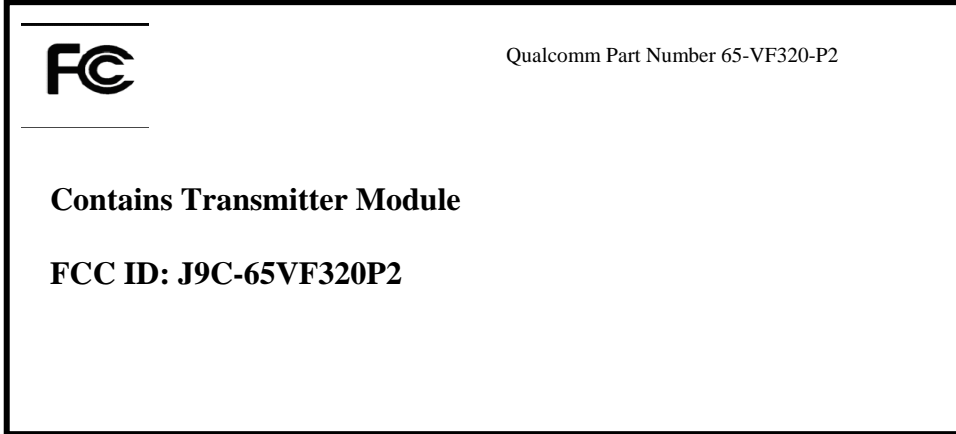 FC
Qualcomm Part Number 65-VF320-P2
Contains Transmitter Module
FCC ID: J9C-65VF320P2